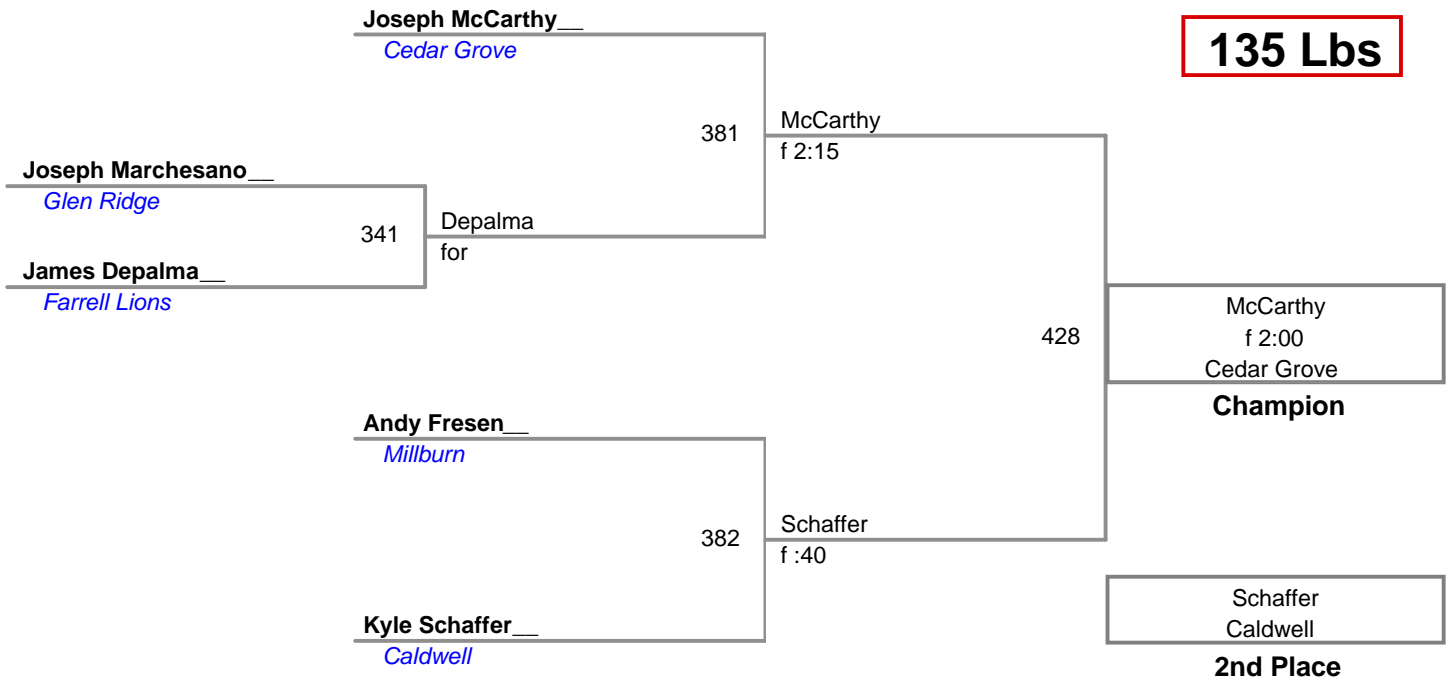 Joseph McCarthy__
Cedar Grove
135 Lbs
381
McCarthy
f 2:15
Joseph Marchesano__
Glen Ridge
341
Depalma
for
James Depalma__
Farrell Lions
428
McCarthy
f 2:00
Cedar Grove
Champion
Andy Fresen__
Millburn
382
Schaffer
f :40
Kyle Schaffer__
Caldwell
Schaffer
Caldwell
2nd Place